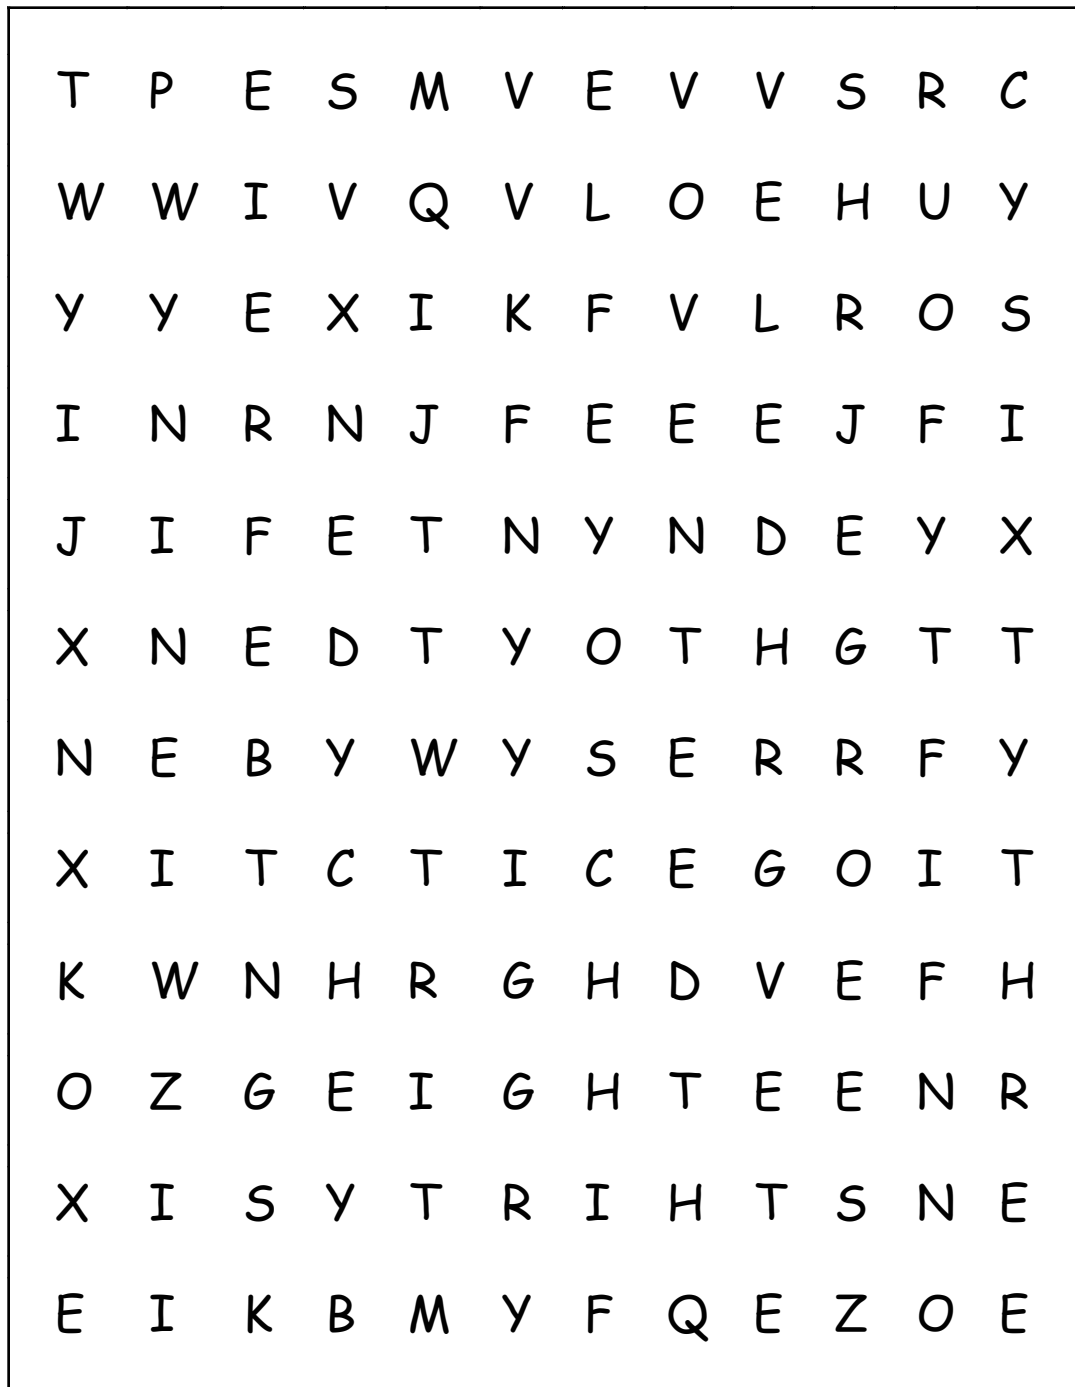 T P E S M V E V V S R C
W W I V Q V L O E H U Y
Y Y E X I K F V L R O S
I N R N J F E E E J F I
J I F E T N Y N D E Y X
X N E D T Y O T H G T T
N E B Y W Y S E R R F Y
X I T C T I C E G O I T
K W N H R G H D V E F H
O Z G E I G H T E E N R
X I S Y T R I H T S N E
E I K B M Y F Q E Z O E